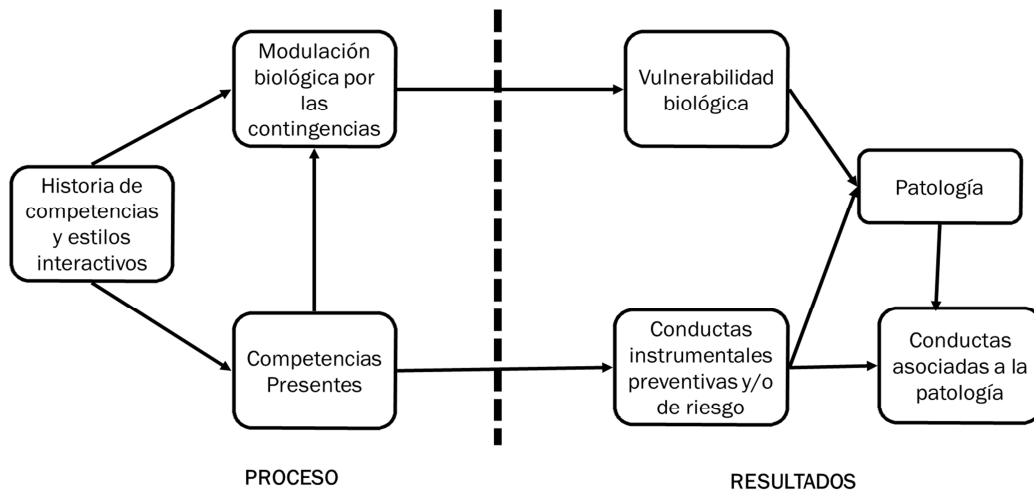 Modulación
biológica por
las
contingencias
Vulnerabilidad
biológica
Historia de
competencias
y estilos
interactivos
Patología
Competencias
Presentes
Conductas
instrumentales
preventivas y/o
de riesgo
Conductas
asociadas a la
patología
PROCESO
RESULTADOS